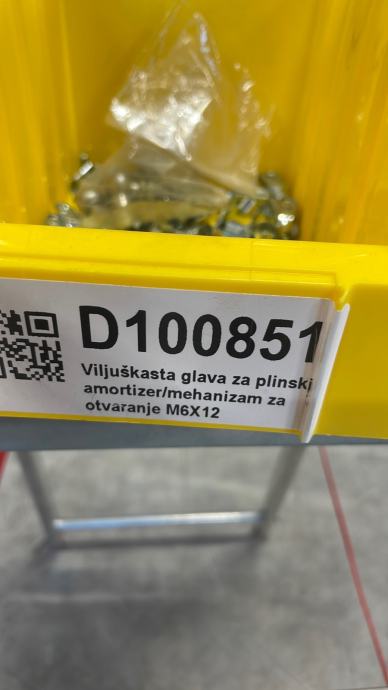 D100851
Viljuškasta glava za plinski
amortizer/mehanizam za
otvaranje M6X12